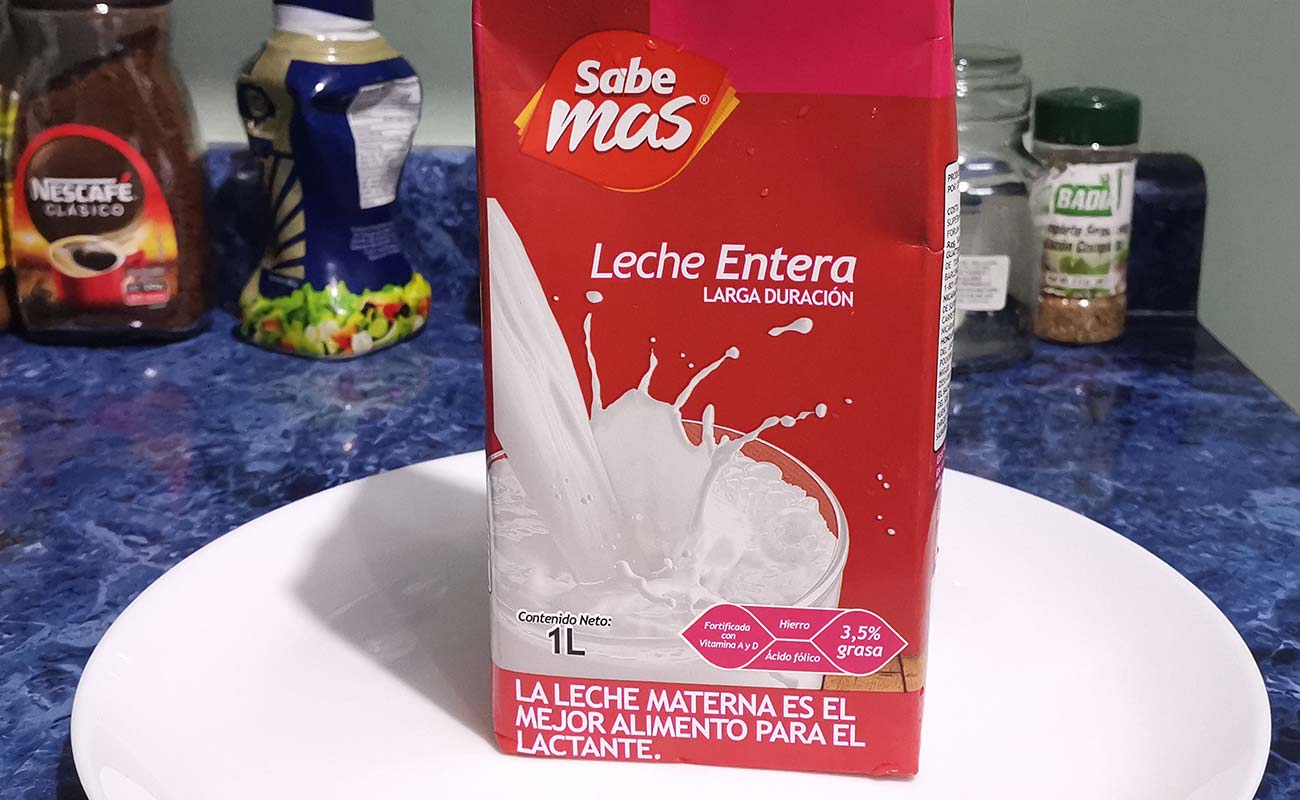 Sabe
mas®
Leche Entera
LARGA DURACIÓN
Contenido Neto:
1L
Fortificada
con
Vitamina A y D
Hierro
Ácido fólico
3,5%
grasa
LA LECHE MATERNA ES EL
MEJOR ALIMENTO PARA EL
LACTANTE.
NESCAFÉ
CLÁSICO
BADI